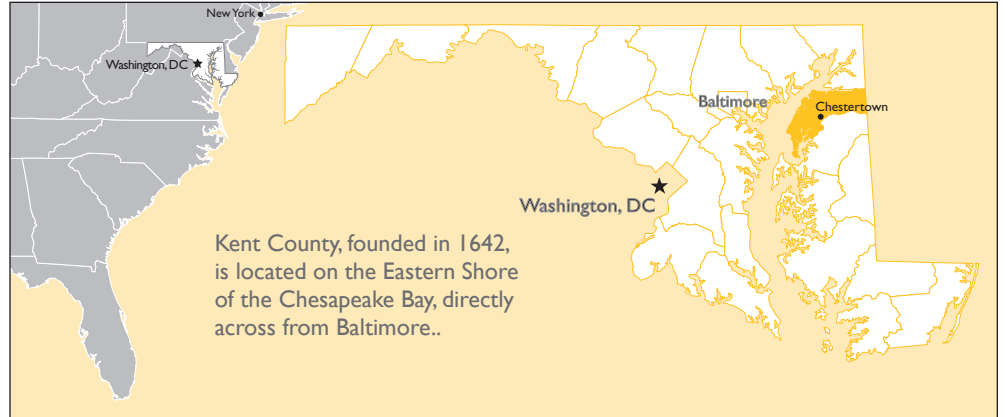 New York
Washington, DC
Baltimore
Chestertown
Washington, DC
Kent County, founded in 1642,
is located on the Eastern Shore
of the Chesapeake Bay, directly
across from Baltimore..